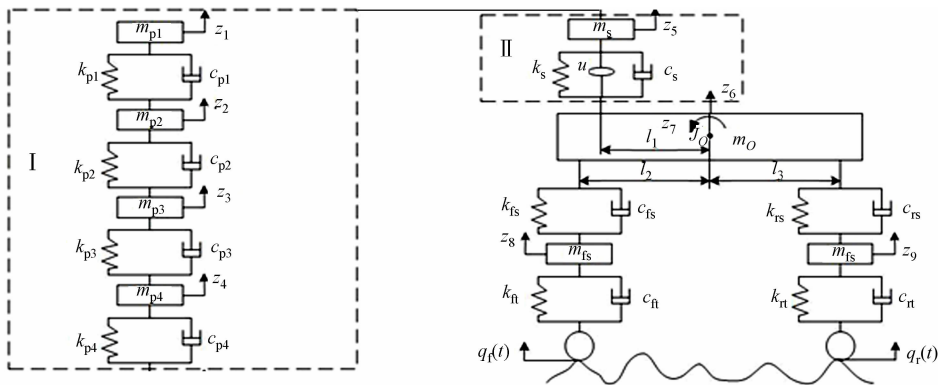 I
m_p1
z_1
k_p1
c_p1
z_2
m_p2
k_p2
c_p2
z_3
m_p3
k_p3
c_p3
z_4
m_p4
k_p4
c_p4
II
m_s
z_5
k_s
u
c_s
z_6
z_7
J_O
m_O
l_1
l_2
l_3
k_fs
c_fs
k_rs
c_rs
z_8
m_fs
m_fs
z_9
k_ft
c_ft
k_rt
c_rt
q_f(t)
q_r(t)